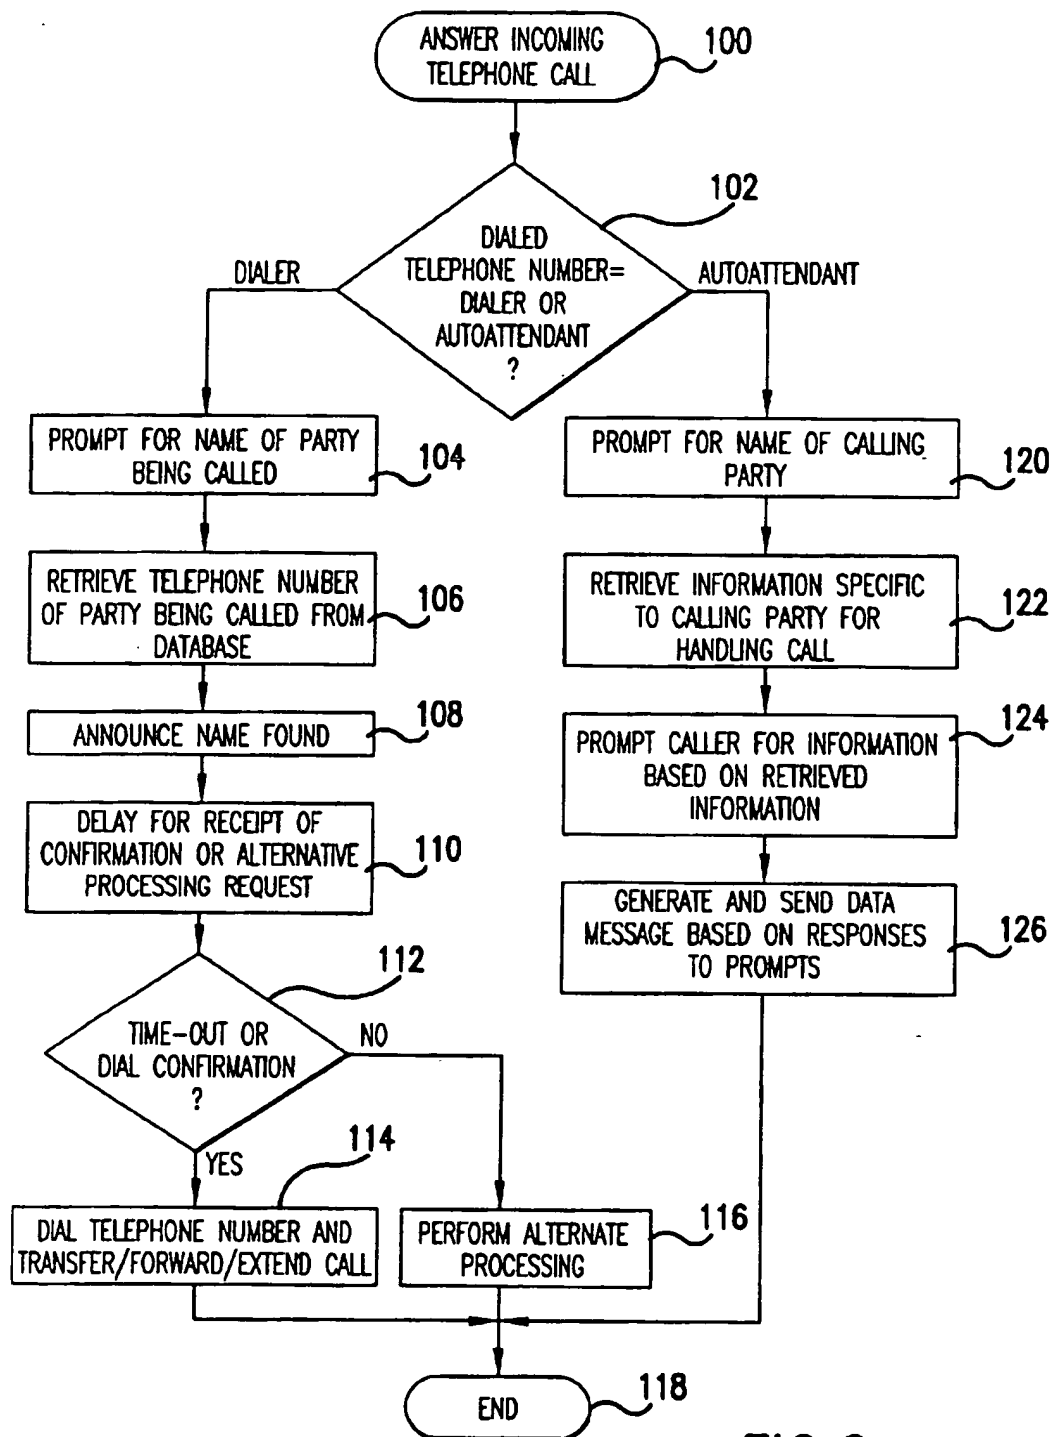 ANSWER INCOMING
TELEPHONE CALL
100
102
DIALED
TELEPHONE NUMBER=
DIALER OR
AUTOATTENDANT
?
DIALER
AUTOATTENDANT
PROMPT FOR NAME OF PARTY
BEING CALLED
104
PROMPT FOR NAME OF CALLING
PARTY
120
RETRIEVE TELEPHONE NUMBER
OF PARTY BEING CALLED FROM
DATABASE
106
RETRIEVE INFORMATION SPECIFIC
TO CALLING PARTY FOR
HANDLING CALL
122
ANNOUNCE NAME FOUND
108
PROMPT CALLER FOR INFORMATION
BASED ON RETRIEVED
INFORMATION
124
DELAY FOR RECEIPT OF
CONFIRMATION OR ALTERNATIVE
PROCESSING REQUEST
110
GENERATE AND SEND DATA
MESSAGE BASED ON RESPONSES
TO PROMPTS
126
112
TIME-OUT OR
DIAL CONFIRMATION
?
NO
YES
114
DIAL TELEPHONE NUMBER AND
TRANSFER/FORWARD/EXTEND CALL
PERFORM ALTERNATE
PROCESSING
116
END
118